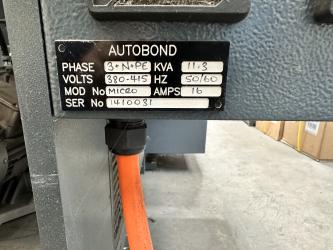 AUTOBOND
PHASE 3+N+PE KVA 11.3
VOLTS 380-415 HZ 50/60
MOD No MICRO AMPS 16
SER No 1410031